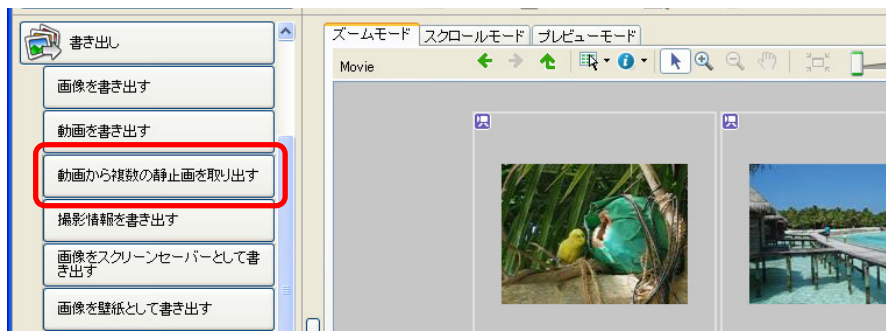 書き出し
画像を書き出す
動画を書き出す
動画から複数の静止画を取り出す
撮影情報を書き出す
画像をスクリーンセーバーとして書
き出す
画像を壁紙として書き出す
ズームモード スクロールモード プレビューモード
Movie